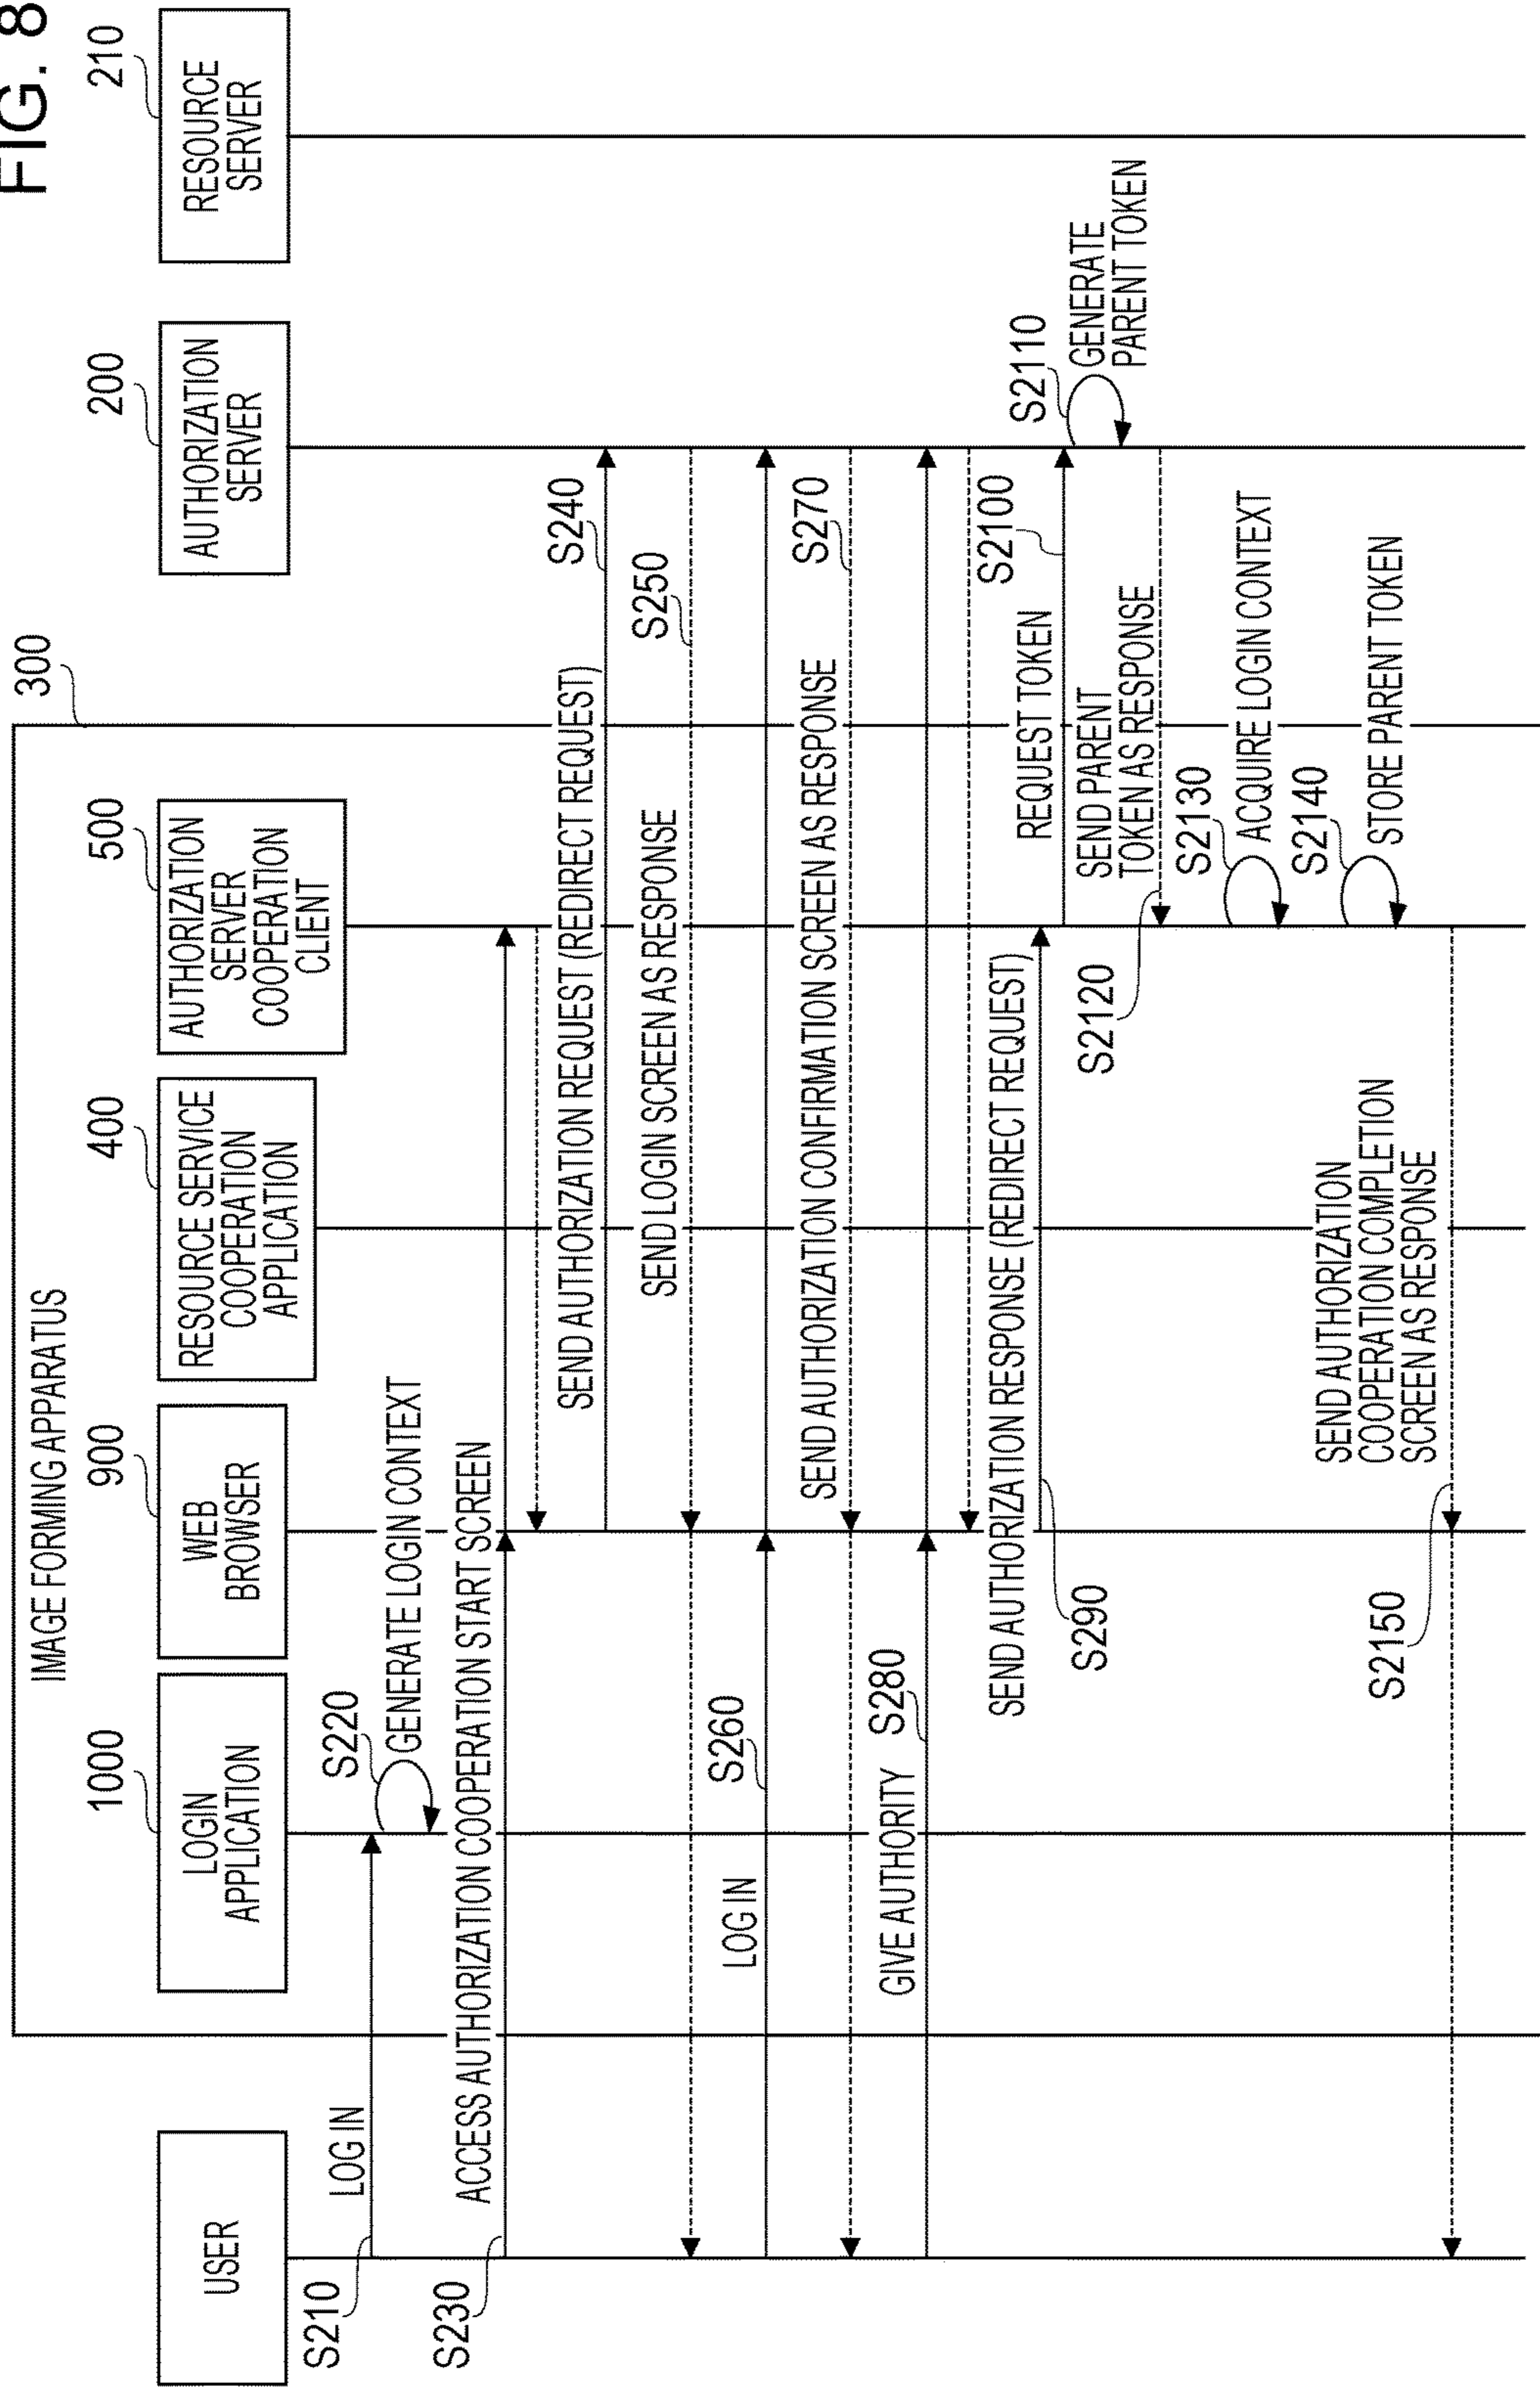 FIG. 8
IMAGE FORMING APPARATUS
300
USER
1000
LOGIN
APPLICATION
900
WEB
BROWSER
400
RESOURCE SERVICE
COOPERATION
APPLICATION
500
AUTHORIZATION
SERVER
COOPERATION
CLIENT
200
AUTHORIZATION
SERVER
210
RESOURCE
SERVER
S210
LOG IN
S220
GENERATE LOGIN CONTEXT
S230
ACCESS AUTHORIZATION COOPERATION START SCREEN
SEND AUTHORIZATION REQUEST (REDIRECT REQUEST)
S240
SEND LOGIN SCREEN AS RESPONSE
S250
LOG IN
S260
SEND AUTHORIZATION CONFIRMATION SCREEN AS RESPONSE
S270
GIVE AUTHORITY
S280
SEND AUTHORIZATION RESPONSE (REDIRECT REQUEST)
S290
REQUEST TOKEN
S2100
S2110
GENERATE
PARENT TOKEN
SEND PARENT
TOKEN AS RESPONSE
S2120
S2130
ACQUIRE LOGIN CONTEXT
S2140
STORE PARENT TOKEN
SEND AUTHORIZATION
COOPERATION COMPLETION
SCREEN AS RESPONSE
S2150